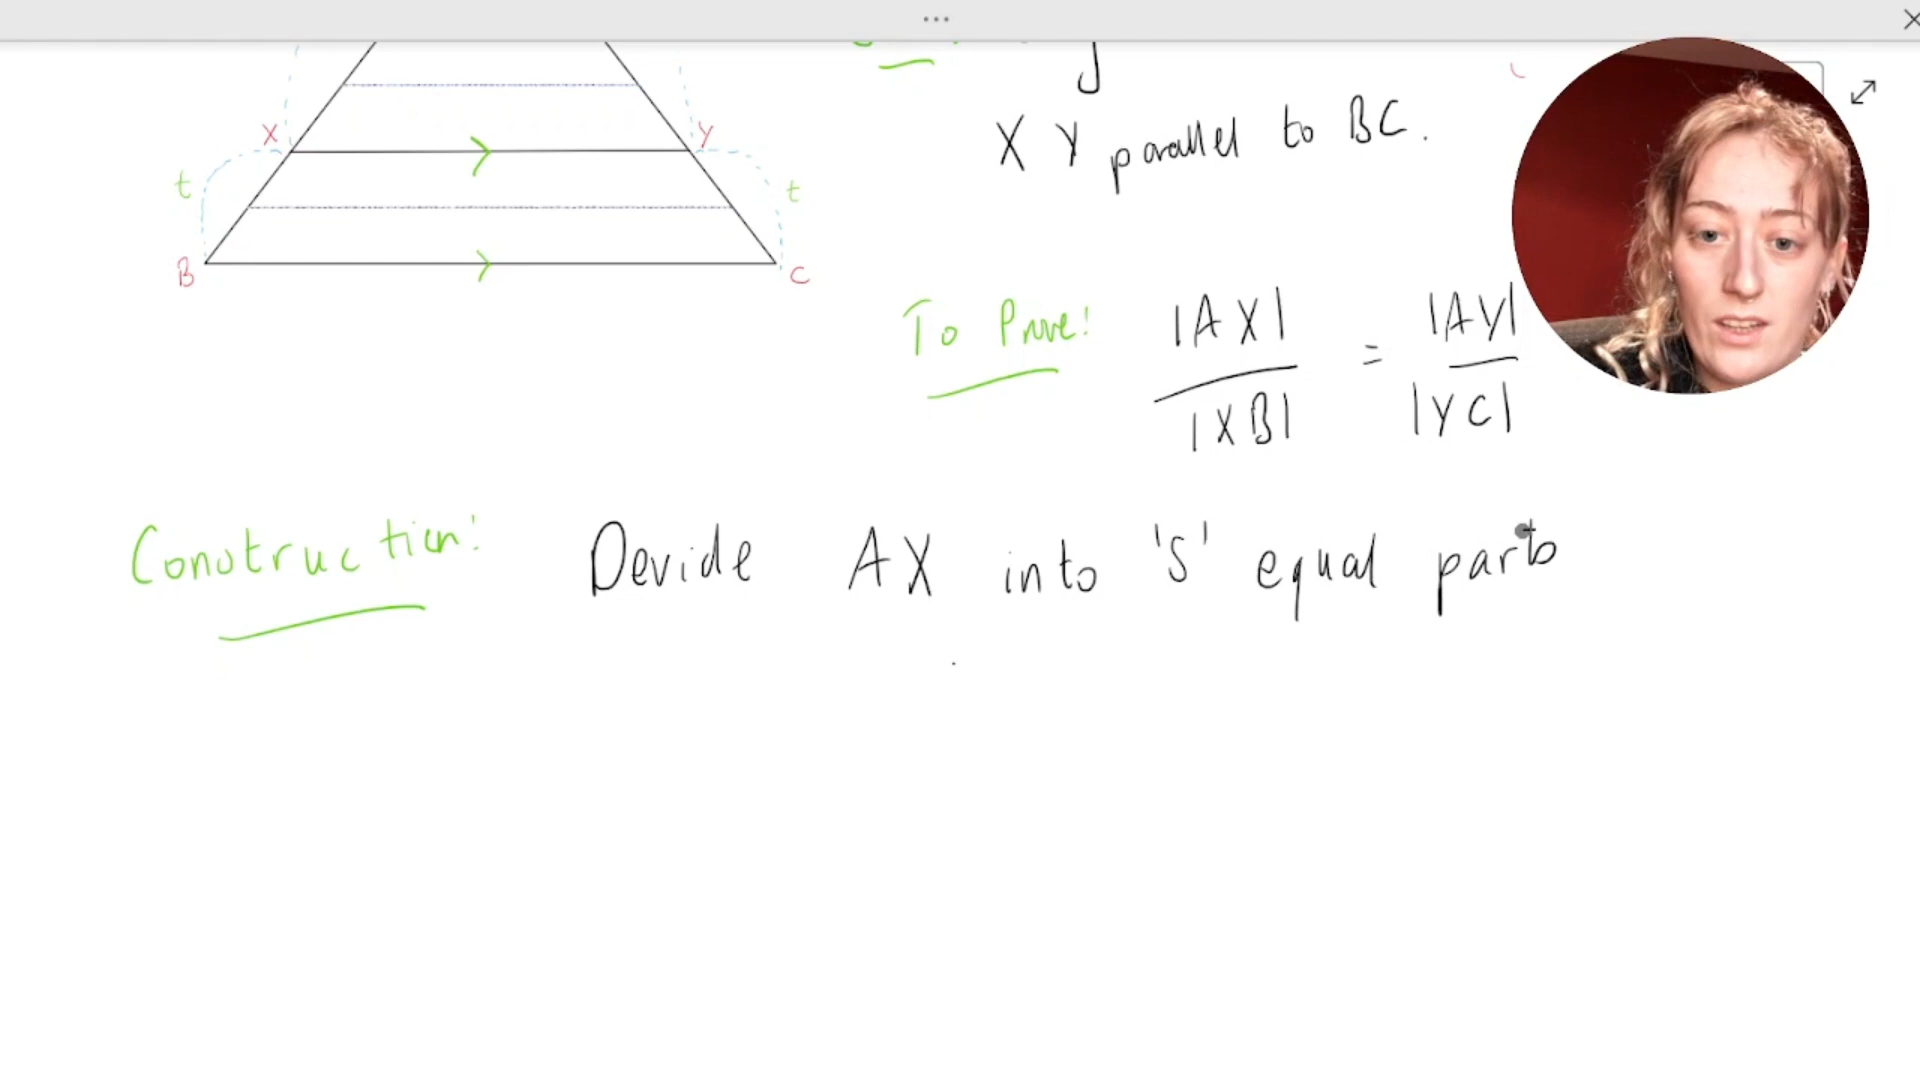 X Y
X Y parallel to BC.
t t
B C
To Prove: |AX| = |AY|
|XB| |YC|
Construction: Devide AX into 's' equal parts